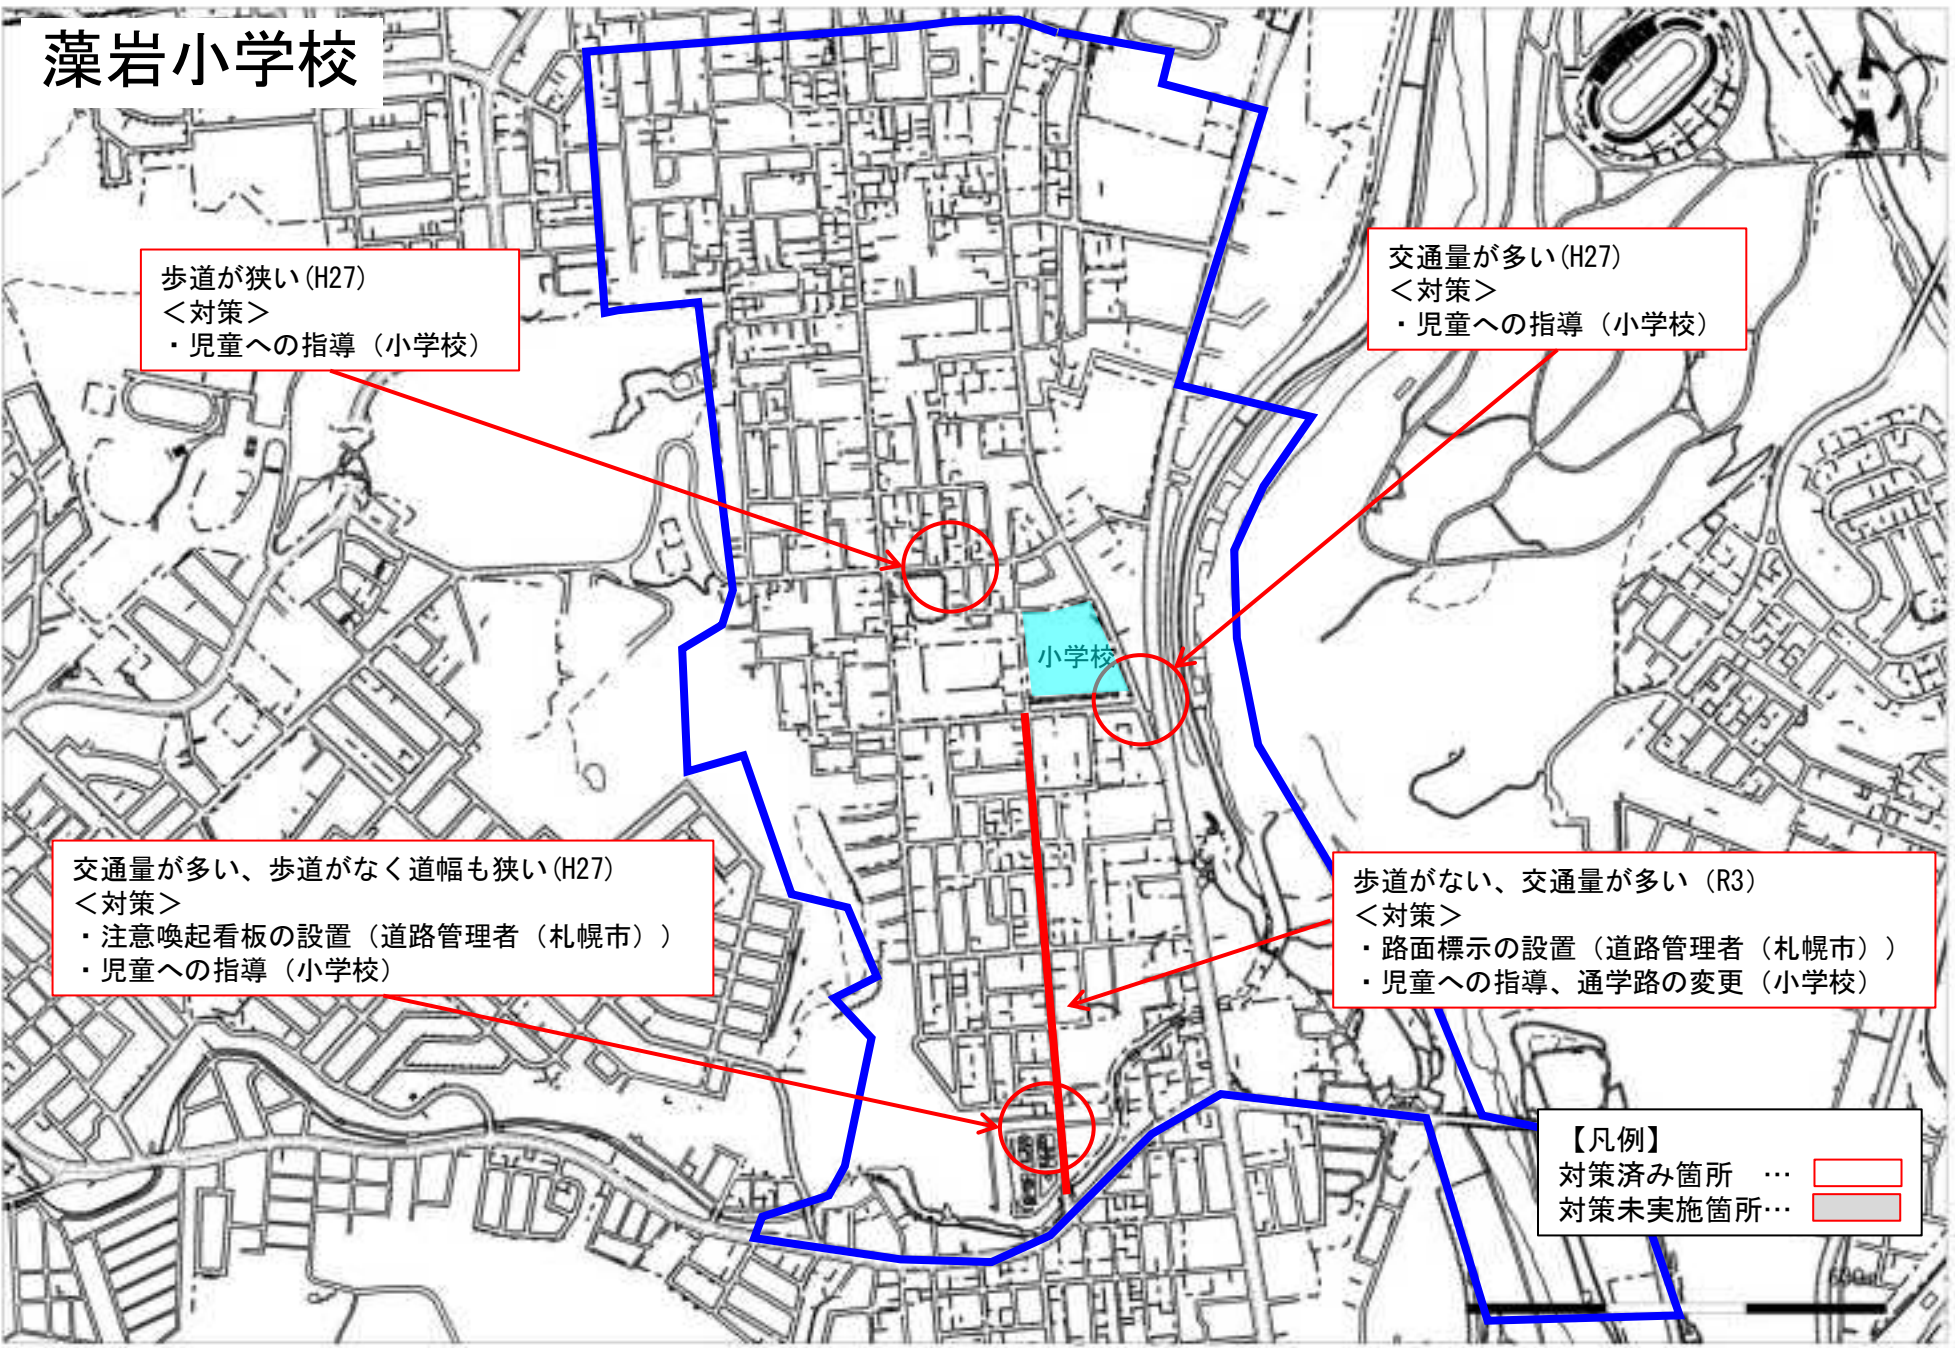 藻岩小学校
歩道が狭い(H27)
＜対策＞
・児童への指導（小学校）
交通量が多い(H27)
＜対策＞
・児童への指導（小学校）
小学校
交通量が多い、歩道がなく道幅も狭い(H27)
＜対策＞
・注意喚起看板の設置（道路管理者（札幌市））
・児童への指導（小学校）
歩道がない、交通量が多い（R3）
＜対策＞
・路面標示の設置（道路管理者（札幌市））
・児童への指導、通学路の変更（小学校）
【凡例】
対策済み箇所　…
対策未実施箇所…